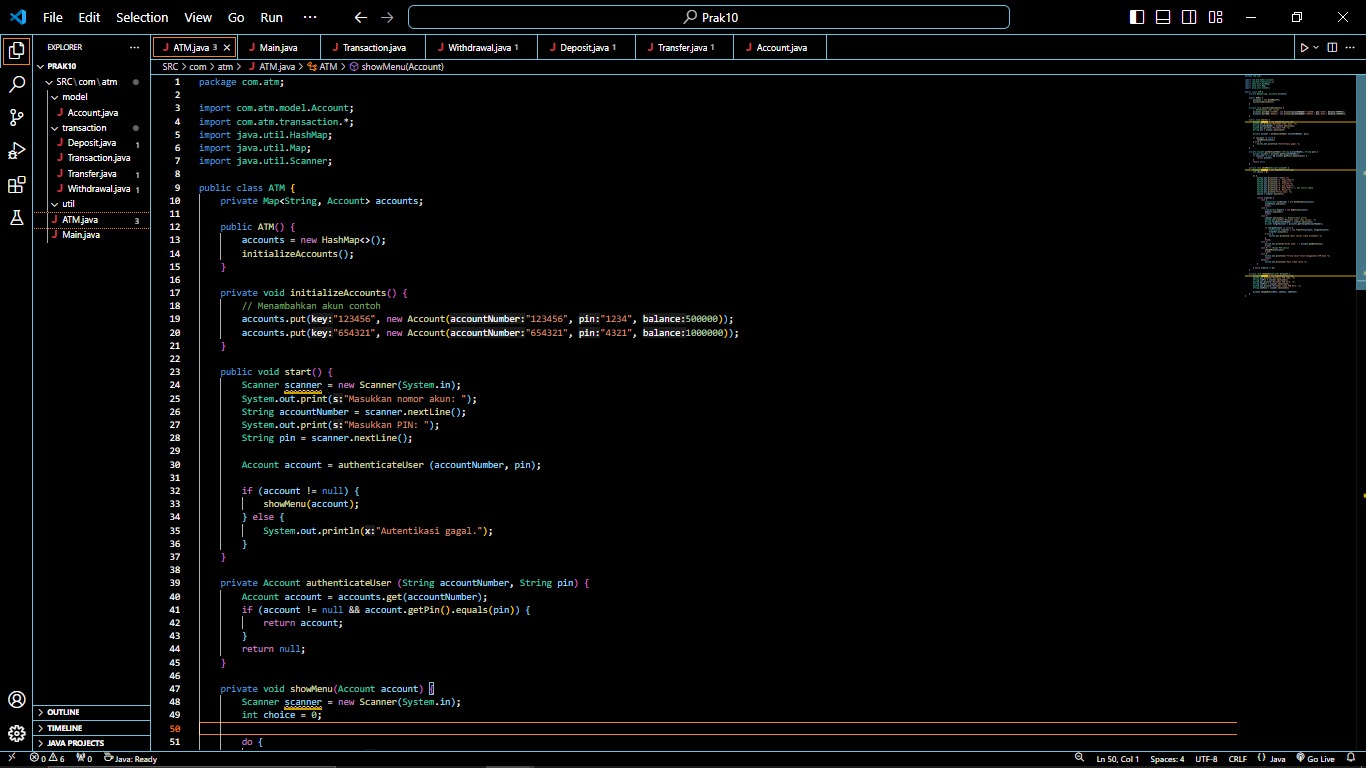 File Edit Selection View Go Run ··· ← → Prak10
EXPLORER ···
PRAK10
SRC\com\atm
model
Account.java
transaction
Deposit.java 1
Transaction.java
Transfer.java 1
Withdrawal.java 1
util
ATM.java 3
Main.java
OUTLINE
TIMELINE
JAVA PROJECTS
ATM.java 3 × Main.java Transaction.java Withdrawal.java 1 Deposit.java 1 Transfer.java 1 Account.java
SRC > com > atm > ATM.java > ATM > showMenu(Account)
1 package com.atm;
2
3 import com.atm.model.Account;
4 import com.atm.transaction.*;
5 import java.util.HashMap;
6 import java.util.Map;
7 import java.util.Scanner;
8
9 public class ATM {
10 private Map<String, Account> accounts;
11
12 public ATM() {
13 accounts = new HashMap<>();
14 initializeAccounts();
15 }
16
17 private void initializeAccounts() {
18 // Menambahkan akun contoh
19 accounts.put(key:"123456", new Account(accountNumber:"123456", pin:"1234", balance:500000));
20 accounts.put(key:"654321", new Account(accountNumber:"654321", pin:"4321", balance:1000000));
21 }
22
23 public void start() {
24 Scanner scanner = new Scanner(System.in);
25 System.out.print(s:"Masukkan nomor akun: ");
26 String accountNumber = scanner.nextLine();
27 System.out.print(s:"Masukkan PIN: ");
28 String pin = scanner.nextLine();
29
30 Account account = authenticateUser (accountNumber, pin);
31
32 if (account != null) {
33 showMenu(account);
34 } else {
35 System.out.println(x:"Autentikasi gagal.");
36 }
37 }
38
39 private Account authenticateUser (String accountNumber, String pin) {
40 Account account = accounts.get(accountNumber);
41 if (account != null && account.getPin().equals(pin)) {
42 return account;
43 }
44 return null;
45 }
46
47 private void showMenu(Account account) {
48 Scanner scanner = new Scanner(System.in);
49 int choice = 0;
50
51 do {
0 6 0 Java: Ready Ln 50, Col 1 Spaces: 4 UTF-8 CRLF {} Java Go Live